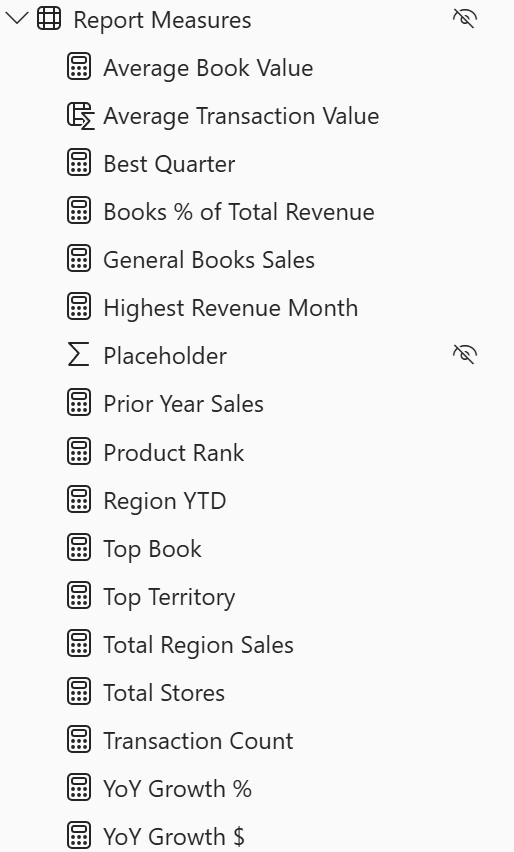 Report Measures
Average Book Value
Average Transaction Value
Best Quarter
Books % of Total Revenue
General Books Sales
Highest Revenue Month
Placeholder
Prior Year Sales
Product Rank
Region YTD
Top Book
Top Territory
Total Region Sales
Total Stores
Transaction Count
YoY Growth %
YoY Growth $